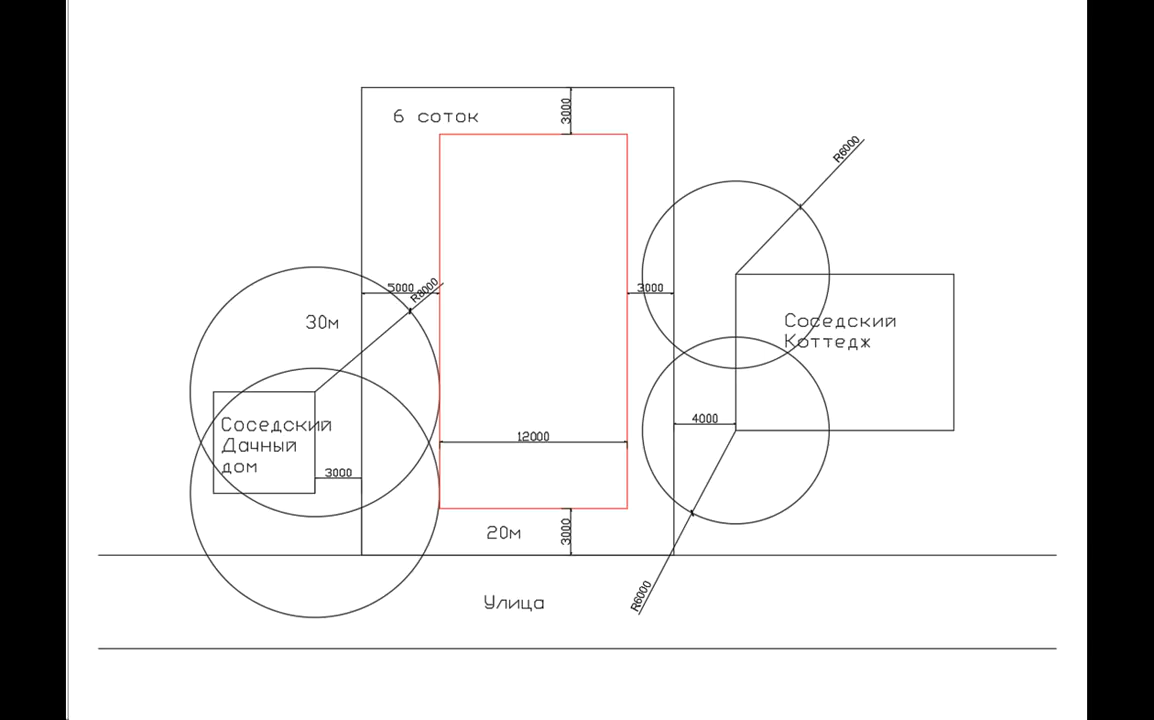 6 соток
3000
R6000
5000
R8000
3000
30м
Соседский
Коттедж
Соседский
Дачный
дом
4000
12000
3000
20м
3000
R6000
Улица